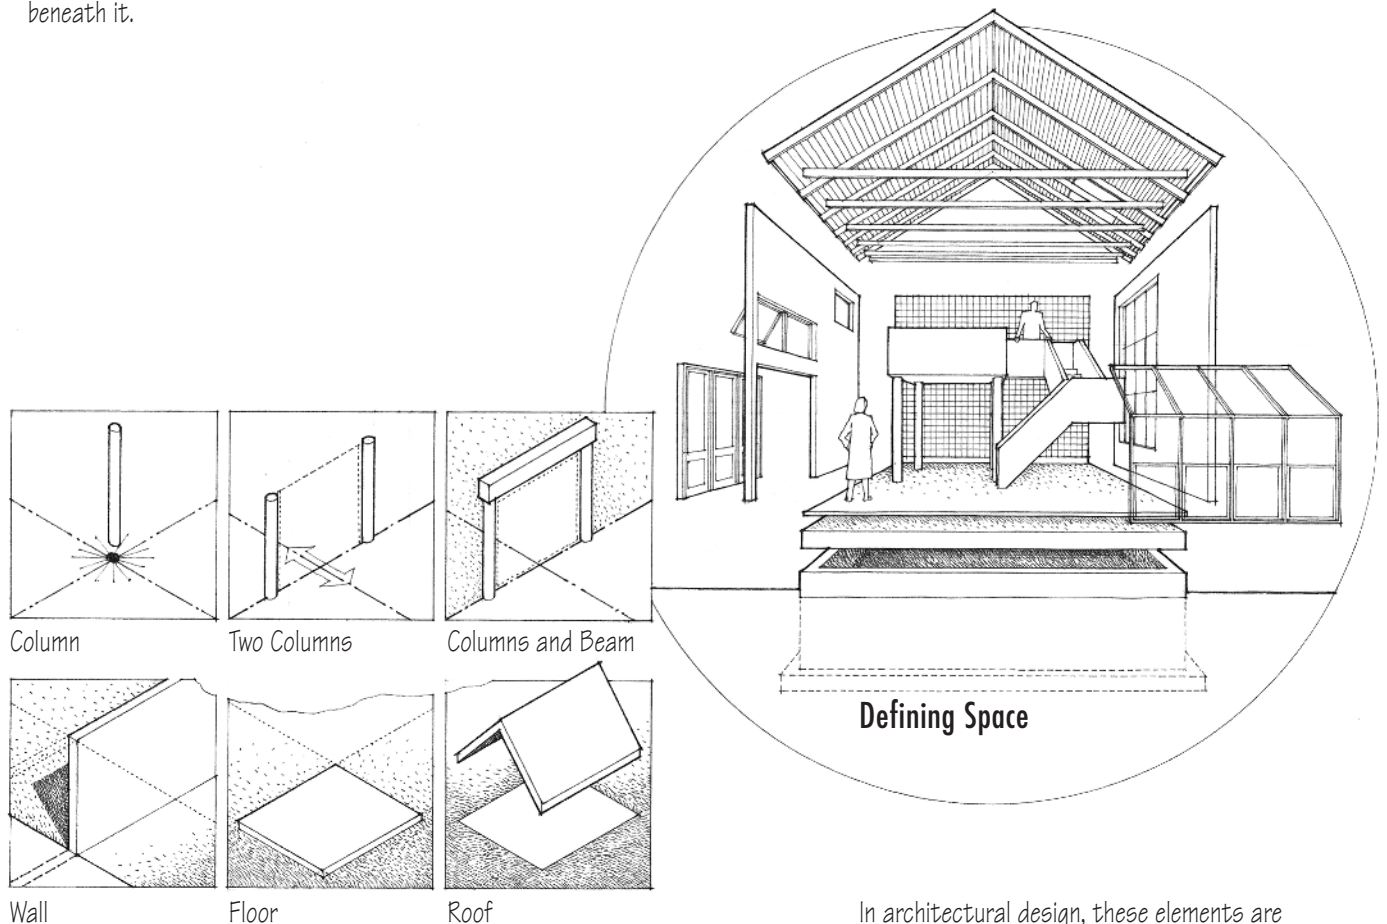 beneath it.
Column
Two Columns
Columns and Beam
Defining Space
Wall
Floor
Roof
In architectural design, these elements are